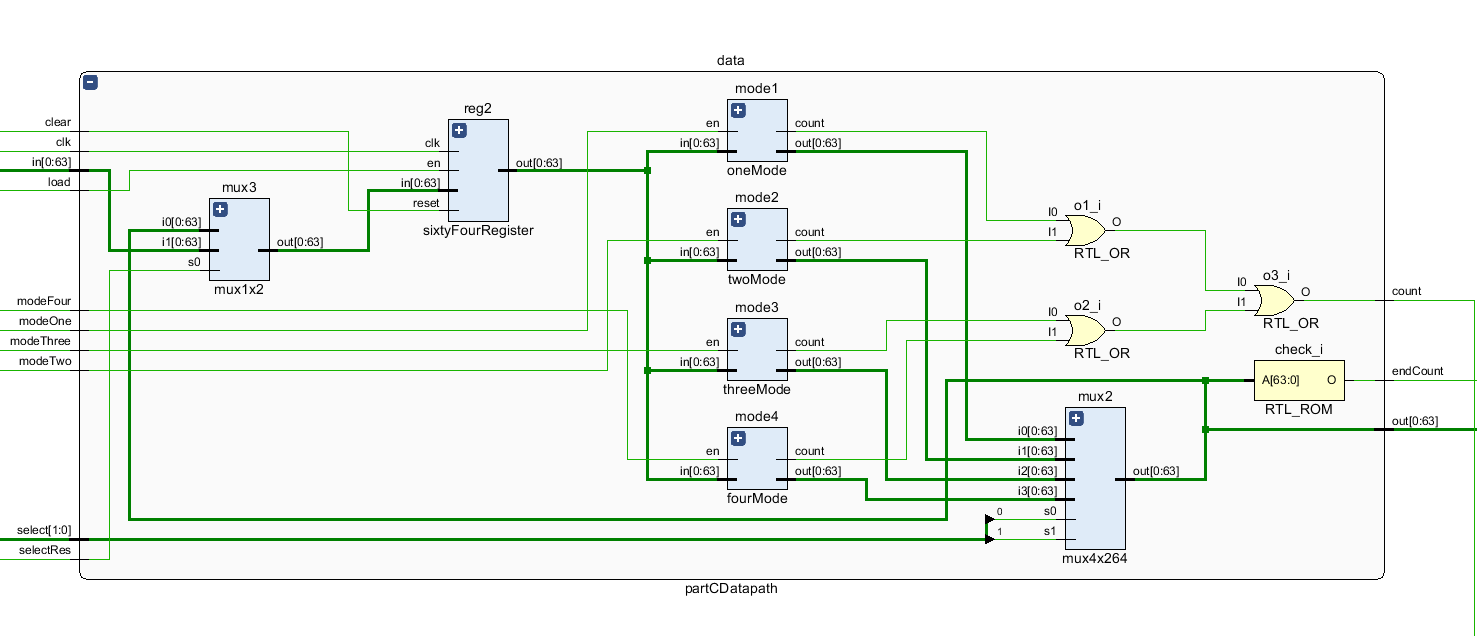 data
clear
clk
in[0:63]
load
mux3
i0[0:63]
i1[0:63]
s0
out[0:63]
mux1x2
reg2
clk
en
in[0:63]
reset
out[0:63]
sixtyFourRegister
mode1
en
in[0:63]
count
out[0:63]
oneMode
mode2
en
in[0:63]
count
out[0:63]
twoMode
mode3
en
in[0:63]
count
out[0:63]
threeMode
mode4
en
in[0:63]
count
out[0:63]
fourMode
o1_i
I0
I1
O
RTL_OR
o2_i
I0
I1
O
RTL_OR
o3_i
I0
I1
O
RTL_OR
count
check_i
A[63:0]
O
RTL_ROM
endCount
out[0:63]
mux2
i0[0:63]
i1[0:63]
i2[0:63]
i3[0:63]
0
s0
1
s1
out[0:63]
mux4x264
modeFour
modeOne
modeThree
modeTwo
select[1:0]
selectRes
partCDatapath